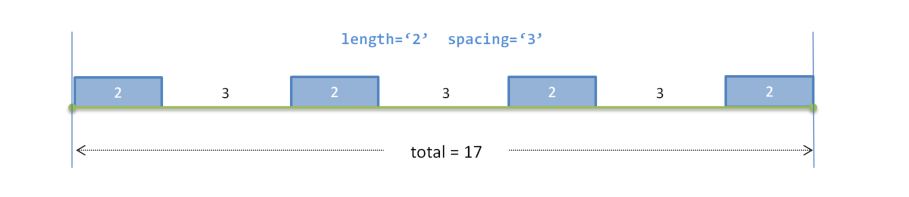 length=‘2’ spacing=‘3’
2 3 2 3 2 3 2
total = 17